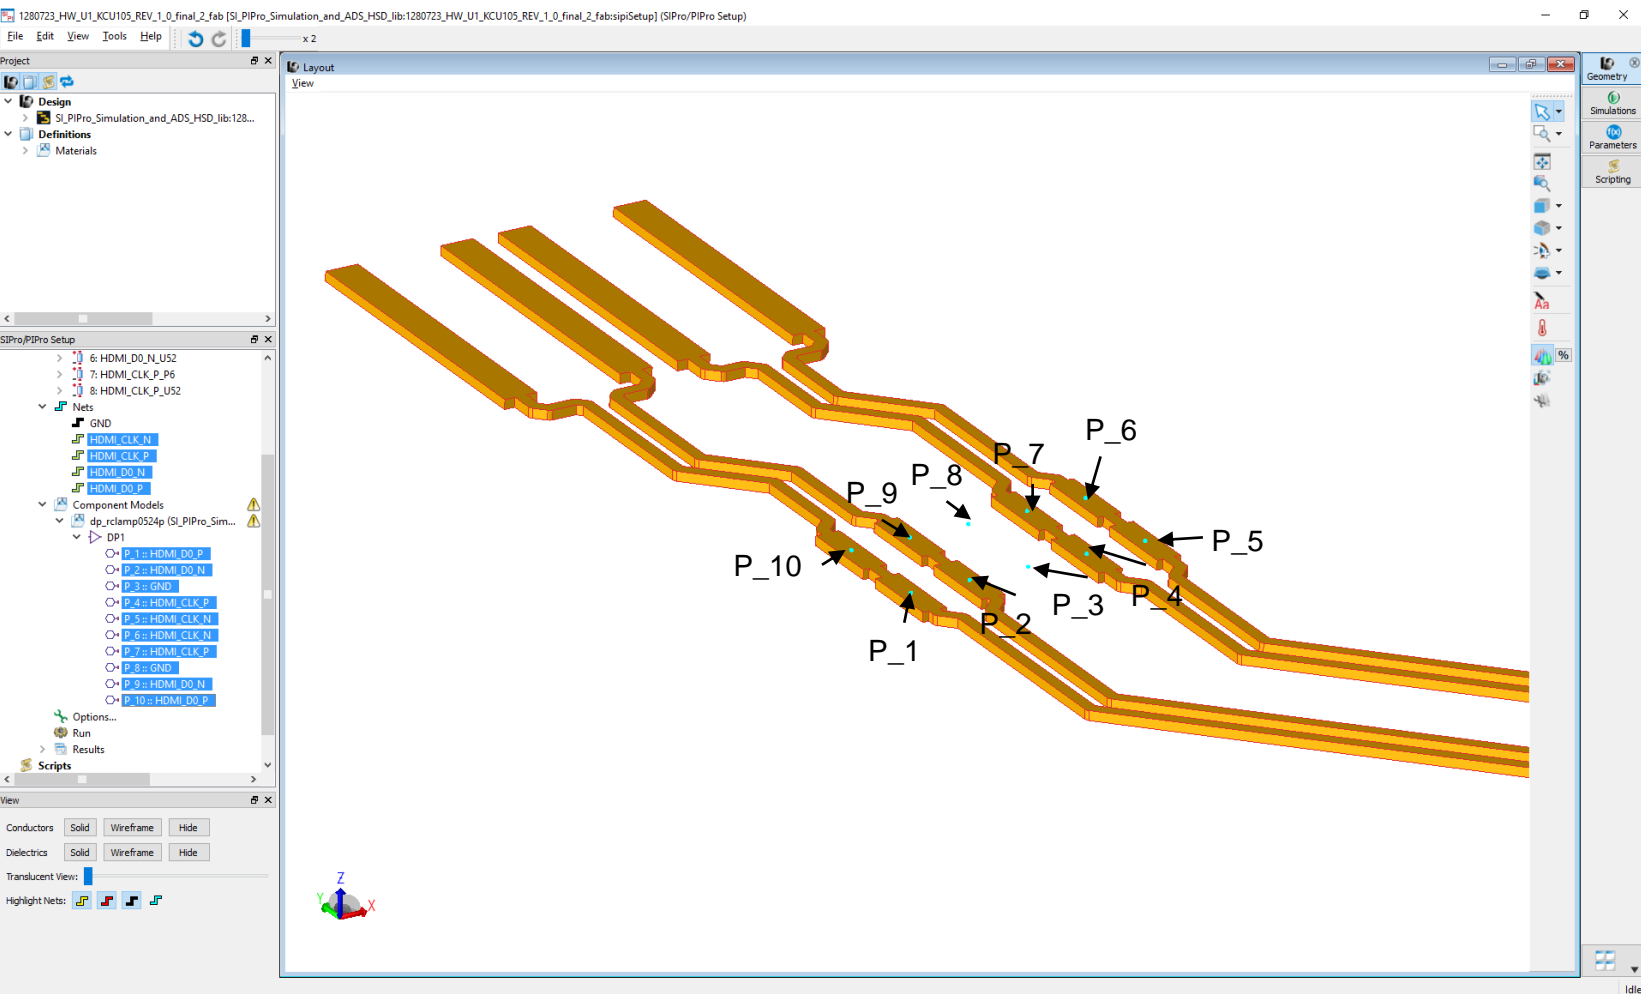 1280723_HW_U1_KCU105_REV_1_0_final_2_fab [SI_PIPro_Simulation_and_ADS_HSD_lib:1280723_HW_U1_KCU105_REV_1_0_final_2_fab:sipiSetup] (SIPro/PIPro Setup)
File Edit View Tools Help x 2
Project
Design
SI_PIPro_Simulation_and_ADS_HSD_lib:128...
Definitions
Materials
SIPro/PIPro Setup
6: HDMI_D0_N_U52
7: HDMI_CLK_P_P6
8: HDMI_CLK_P_U52
Nets
GND
HDMI_CLK_N
HDMI_CLK_P
HDMI_D0_N
HDMI_D0_P
Component Models
dp_rclamp0524p (SI_PIPro_Sim...
DP1
P_1 :: HDMI_D0_P
P_2 :: HDMI_D0_N
P_3 :: GND
P_4 :: HDMI_CLK_P
P_5 :: HDMI_CLK_N
P_6 :: HDMI_CLK_N
P_7 :: HDMI_CLK_P
P_8 :: GND
P_9 :: HDMI_D0_N
P_10 :: HDMI_D0_P
Options...
Run
Results
Scripts
View
Conductors Solid Wireframe Hide
Dielectrics Solid Wireframe Hide
Translucent View:
Highlight Nets:
Layout
View
P_6
P_7
P_8
P_9
P_5
P_10
P_4
P_3
P_2
P_1
Z
Y
X
Aa
%
Geometry
f(x)
Simulations
Parameters
Scripting
Idle